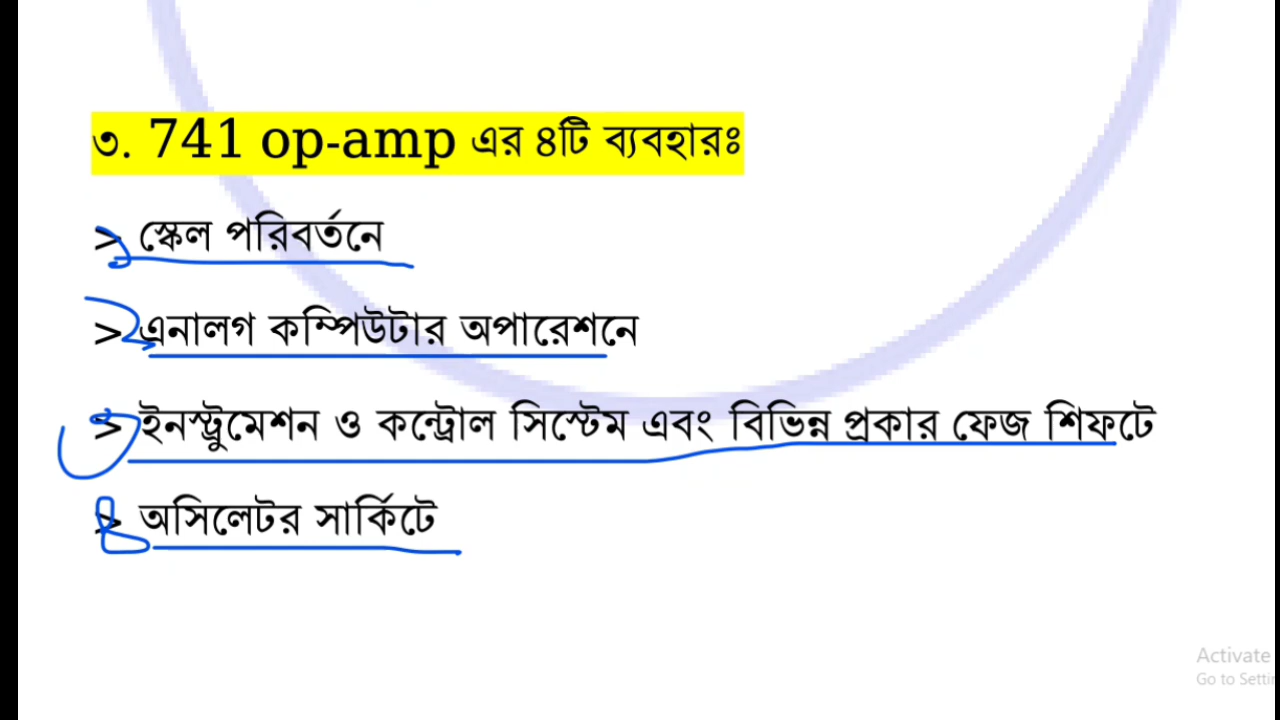 ৩. 741 op-amp এর ৪টি ব্যবহারঃ
> স্কেল পরিবর্তনে
> এনালগ কম্পিউটার অপারেশনে
> ইনস্ট্রুমেশন ও কন্ট্রোল সিস্টেম এবং বিভিন্ন প্রকার ফেজ শিফটে
> অসিলেটর সার্কিটে
Activate
Go to Settin